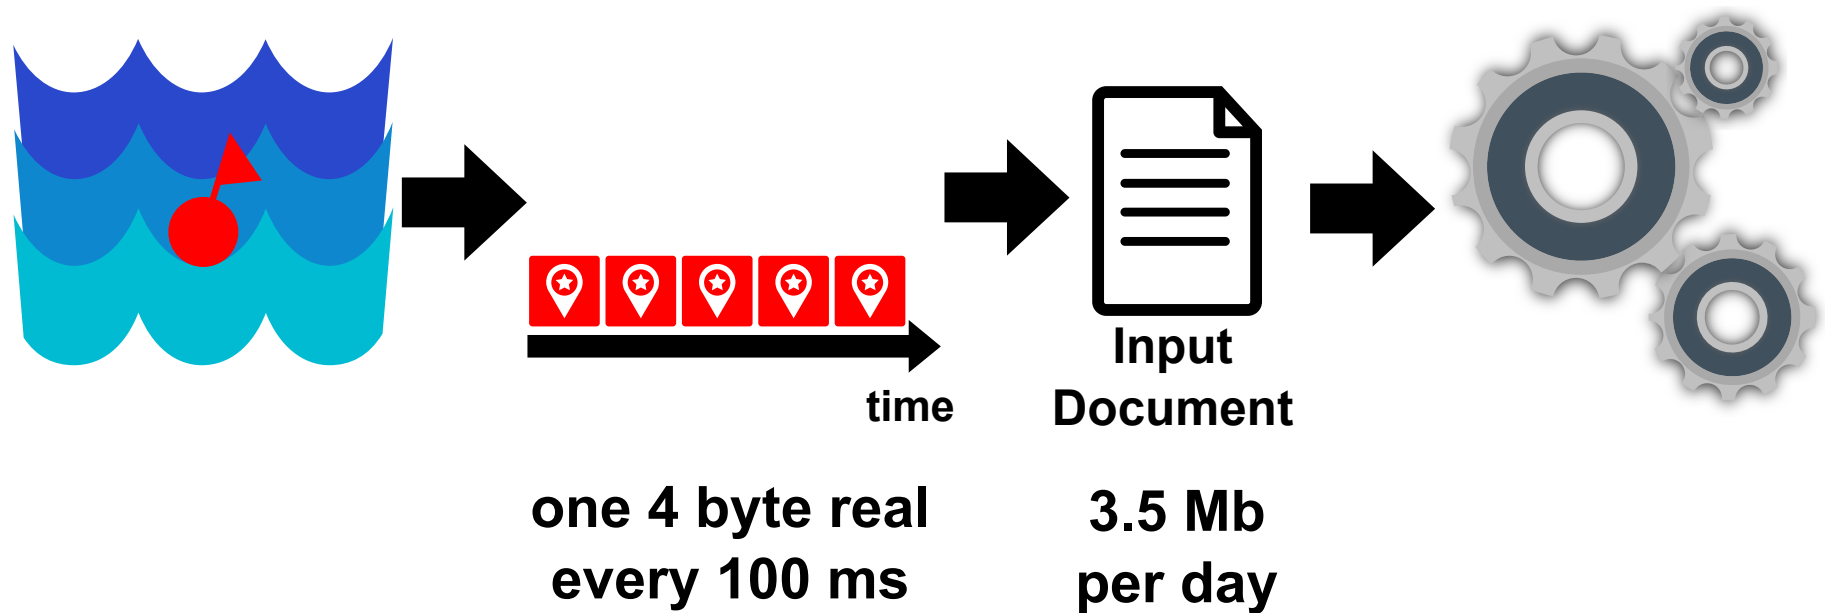 time
Input
Document
one 4 byte real
every 100 ms
3.5 Mb
per day